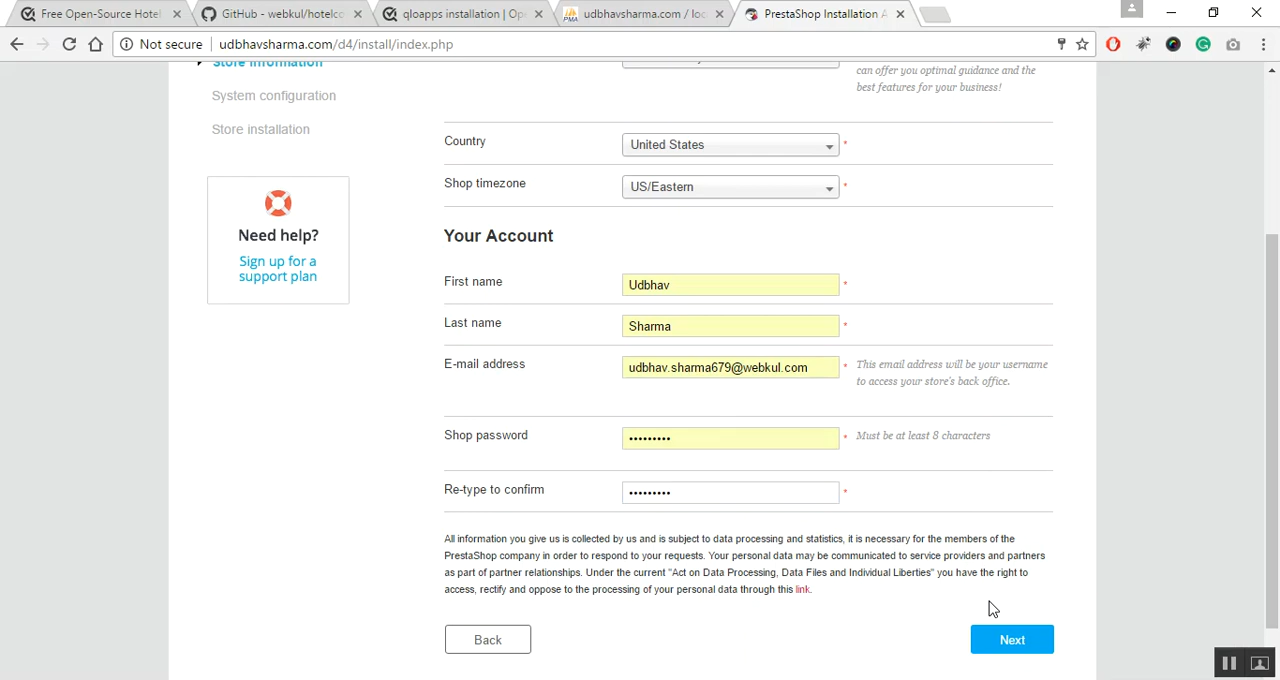 Free Open-Source Hotel
GitHub - webkul/hotelco
qloapps installation | Op
udbhavsharma.com / loc
PrestaShop Installation A
Not secure
udbhavsharma.com/d4/install/index.php
Store information
System configuration
Store installation
Need help?
Sign up for a
support plan
can offer you optimal guidance and the
best features for your business!
Country
United States
*
Shop timezone
US/Eastern
*
Your Account
First name
Udbhav
*
Last name
Sharma
*
E-mail address
udbhav.sharma679@webkul.com
*
This email address will be your username
to access your store's back office.
Shop password
•••••••••
*
Must be at least 8 characters
Re-type to confirm
•••••••••
*
All information you give us is collected by us and is subject to data processing and statistics, it is necessary for the members of the
PrestaShop company in order to respond to your requests. Your personal data may be communicated to service providers and partners
as part of partner relationships. Under the current "Act on Data Processing, Data Files and Individual Liberties" you have the right to
access, rectify and oppose to the processing of your personal data through this link.
Back
Next